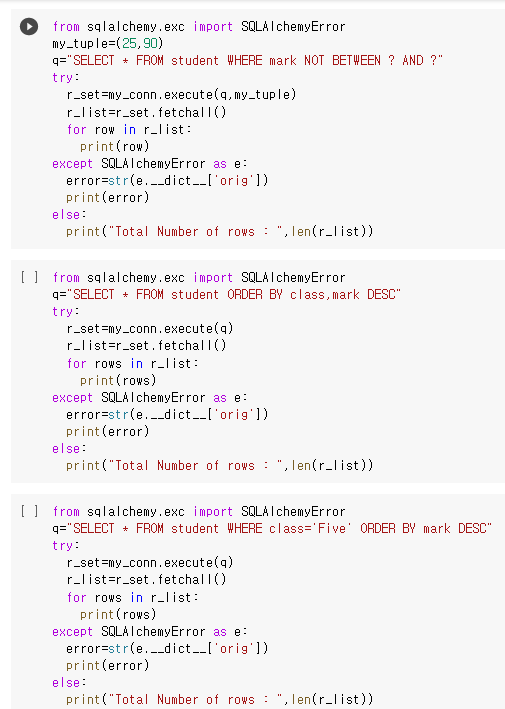 from sqlalchemy.exc import SQLAlchemyError
my_tuple=(25,90)
q="SELECT * FROM student WHERE mark NOT BETWEEN ? AND ?"
try:
  r_set=my_conn.execute(q,my_tuple)
  r_list=r_set.fetchall()
  for row in r_list:
    print(row)
except SQLAlchemyError as e:
  error=str(e.__dict__['orig'])
  print(error)
else:
  print("Total Number of rows : ",len(r_list))
[ ] from sqlalchemy.exc import SQLAlchemyError
q="SELECT * FROM student ORDER BY class,mark DESC"
try:
  r_set=my_conn.execute(q)
  r_list=r_set.fetchall()
  for rows in r_list:
    print(rows)
except SQLAlchemyError as e:
  error=str(e.__dict__['orig'])
  print(error)
else:
  print("Total Number of rows : ",len(r_list))
[ ] from sqlalchemy.exc import SQLAlchemyError
q="SELECT * FROM student WHERE class='Five' ORDER BY mark DESC"
try:
  r_set=my_conn.execute(q)
  r_list=r_set.fetchall()
  for rows in r_list:
    print(rows)
except SQLAlchemyError as e:
  error=str(e.__dict__['orig'])
  print(error)
else:
  print("Total Number of rows : ",len(r_list))